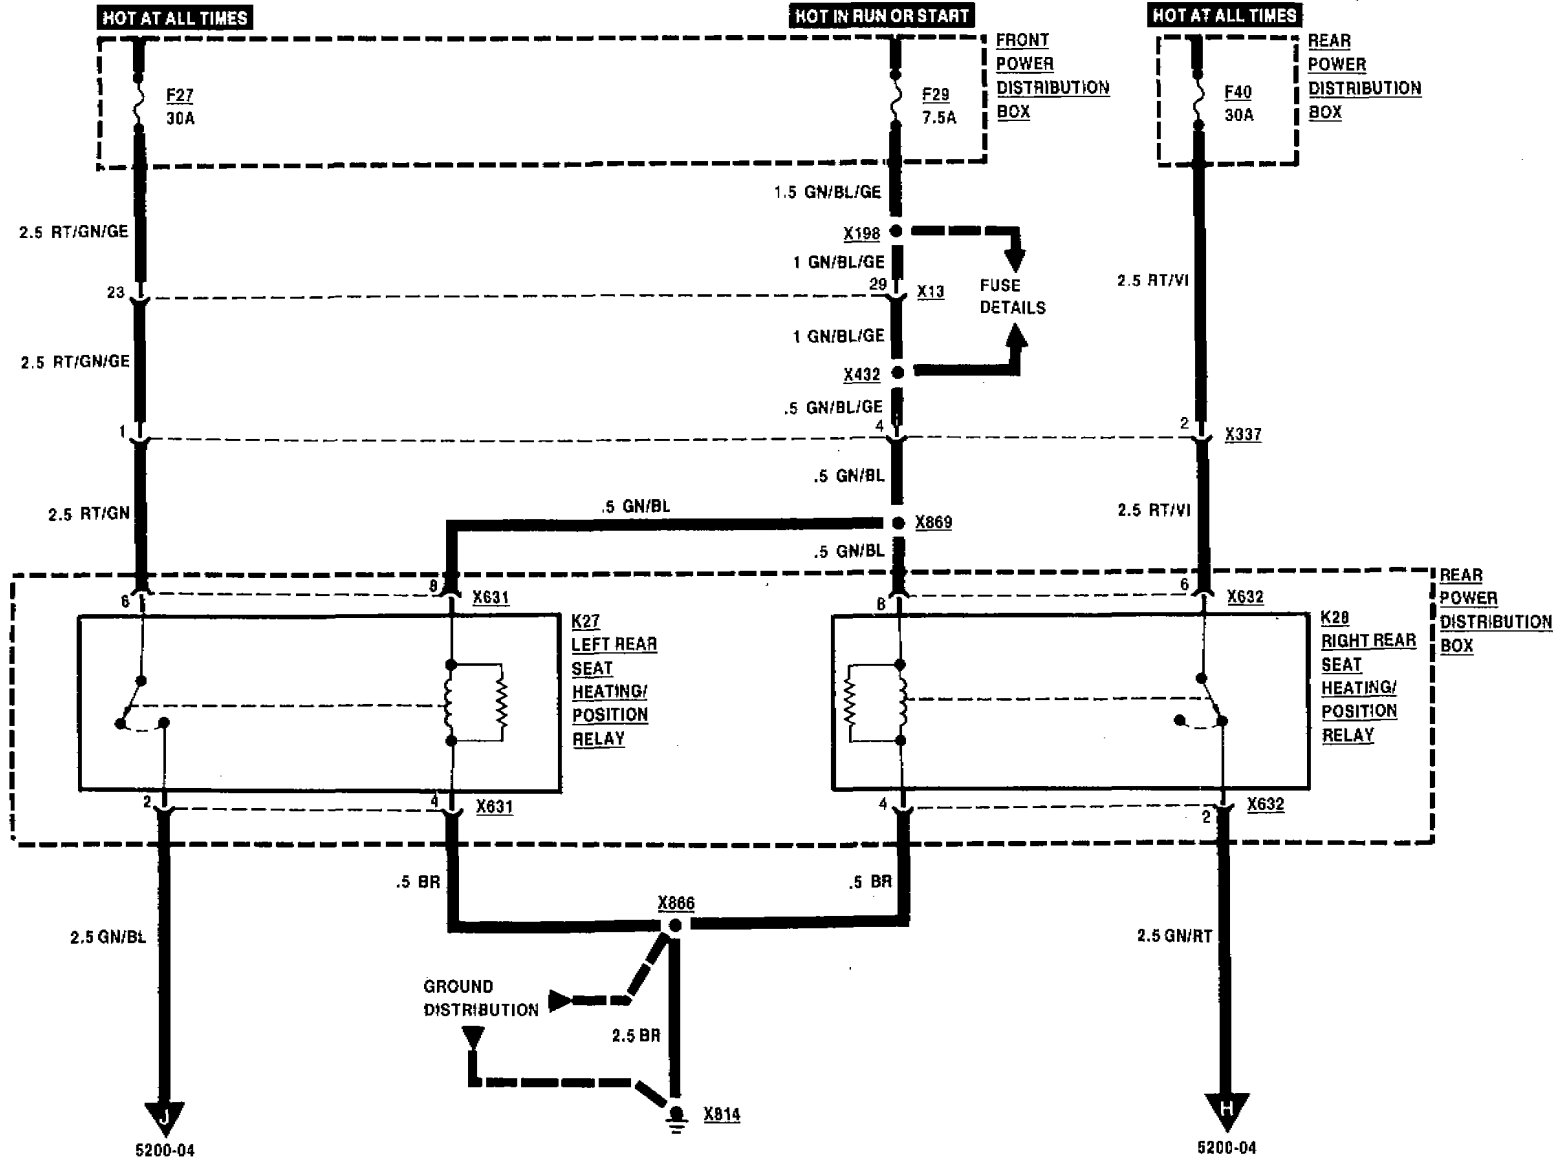 HOT AT ALL TIMES
HOT IN RUN OR START
HOT AT ALL TIMES
F27
30A
F29
7.5A
FRONT
POWER
DISTRIBUTION
BOX
F40
30A
REAR
POWER
DISTRIBUTION
BOX
1.5 GN/BL/GE
2.5 RT/GN/GE
X198
1 GN/BL/GE
23
29
X13
FUSE
DETAILS
2.5 RT/VI
1 GN/BL/GE
2.5 RT/GN/GE
X432
.5 GN/BL/GE
1
4
2
X337
.5 GN/BL
2.5 RT/GN
.5 GN/BL
X869
2.5 RT/VI
.5 GN/BL
6
8
X631
8
6
X632
REAR
POWER
DISTRIBUTION
BOX
K27
LEFT REAR
SEAT
HEATING/
POSITION
RELAY
K28
RIGHT REAR
SEAT
HEATING/
POSITION
RELAY
2
4
X631
4
2
X632
.5 BR
.5 BR
X866
2.5 GN/BL
2.5 GN/RT
GROUND
DISTRIBUTION
2.5 BR
X814
J
5200-04
H
5200-04